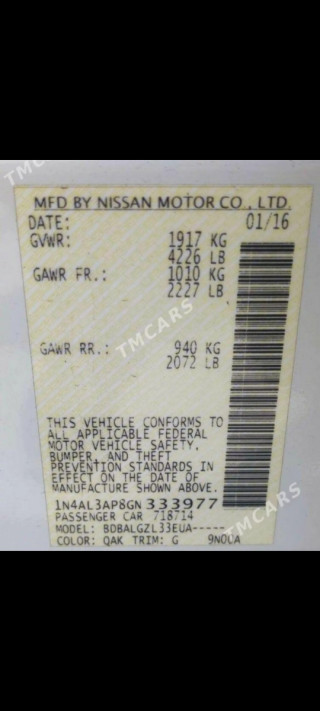 MFD BY NISSAN MOTOR CO., LTD.
DATE: 01/16
GVWR: 1917 KG
4226 LB
GAWR FR.: 1010 KG
2227 LB
GAWR RR.: 940 KG
2072 LB
THIS VEHICLE CONFORMS TO
ALL APPLICABLE FEDERAL
MOTOR VEHICLE SAFETY,
BUMPER, AND THEFT
PREVENTION STANDARDS IN
EFFECT ON THE DATE OF
MANUFACTURE SHOWN ABOVE.
1N4AL3AP8GN 333977
PASSENGER CAR 718714
MODEL: BDBALGZL33EUA-----
COLOR: QAK TRIM: G 9N00A
TMCARS
TMCARS